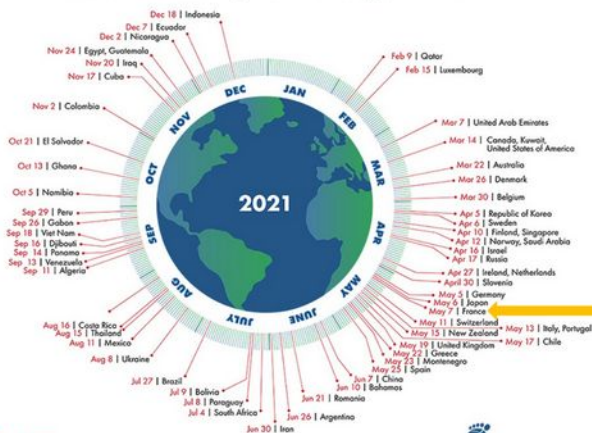 Dec 18 | Indonesia
Dec 7 | Ecuador
Dec 2 | Nicaragua
Nov 24 | Egypt, Guatemala
Nov 20 | Iraq
Nov 17 | Cuba
Nov 2 | Colombia
Oct 21 | El Salvador
Oct 13 | Ghana
Oct 5 | Namibia
Sep 29 | Peru
Sep 26 | Gabon
Sep 18 | Viet Nam
Sep 16 | Djibouti
Sep 14 | Panama
Sep 13 | Venezuela
Sep 11 | Algeria
Aug 16 | Costa Rica
Aug 15 | Thailand
Aug 11 | Mexico
Aug 8 | Ukraine
Jul 27 | Brazil
Jul 9 | Bolivia
Jul 8 | Paraguay
Jul 4 | South Africa
Jun 30 | Iran
DEC
JAN
FEB
MAR
APR
MAY
JUNE
JULY
AUG
SEP
OCT
NOV
2021
Feb 9 | Qatar
Feb 15 | Luxembourg
Mar 7 | United Arab Emirates
Mar 14 | Canada, Kuwait,
United States of America
Mar 22 | Australia
Mar 26 | Denmark
Mar 30 | Belgium
Apr 5 | Republic of Korea
Apr 6 | Sweden
Apr 10 | Finland, Singapore
Apr 12 | Norway, Saudi Arabia
Apr 16 | Israel
Apr 17 | Russia
Apr 27 | Ireland, Netherlands
April 30 | Slovenia
May 5 | Germany
May 6 | Japan
May 7 | France
May 11 | Switzerland
May 13 | Italy, Portugal
May 15 | New Zealand
May 17 | Chile
May 19 | United Kingdom
May 22 | Greece
May 23 | Montenegro
May 25 | Spain
Jun 7 | China
Jun 10 | Bahamas
Jun 21 | Romania
Jun 26 | Argentina